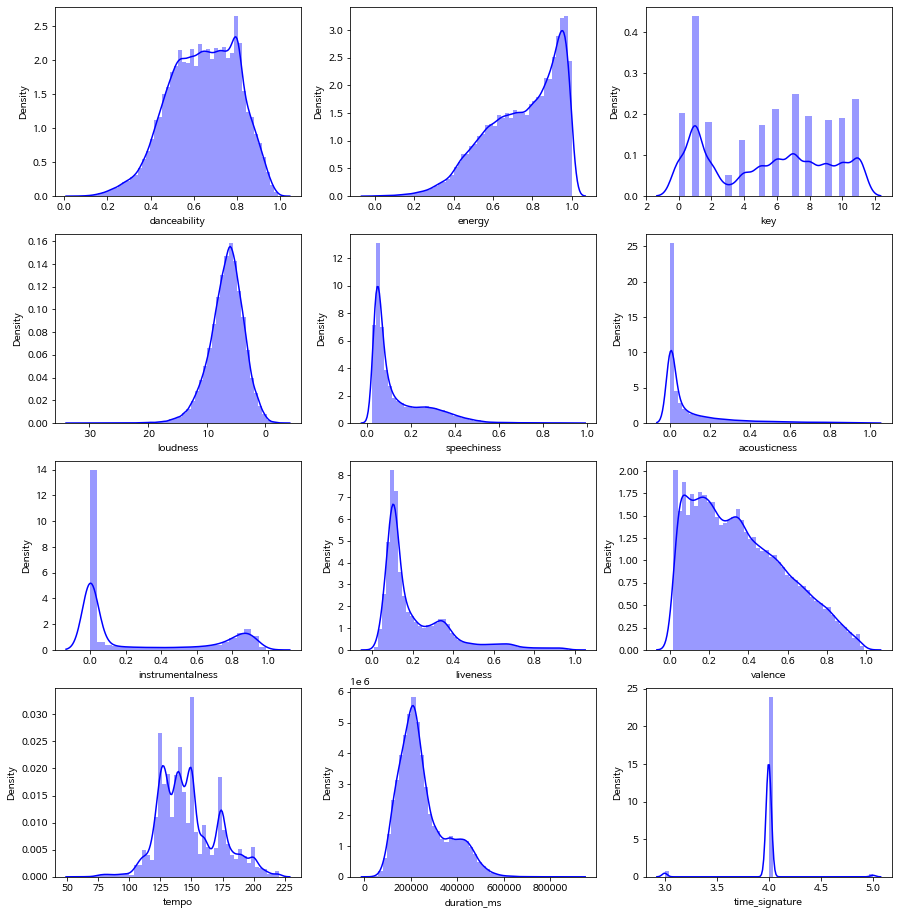 2.5
2.0
1.5
1.0
0.5
0.0
Density
0.0 0.2 0.4 0.6 0.8 1.0
danceability
3.0
2.5
2.0
1.5
1.0
0.5
0.0
Density
0.0 0.2 0.4 0.6 0.8 1.0
energy
0.4
0.3
0.2
0.1
0.0
Density
2 0 2 4 6 8 10 12
key
0.16
0.14
0.12
0.10
0.08
0.06
0.04
0.02
0.00
Density
30 20 10 0
loudness
12
10
8
6
4
2
0
Density
0.0 0.2 0.4 0.6 0.8 1.0
speechiness
25
20
15
10
5
0
Density
0.0 0.2 0.4 0.6 0.8 1.0
acousticness
14
12
10
8
6
4
2
0
Density
0.0 0.2 0.4 0.6 0.8 1.0
instrumentalness
8
7
6
5
4
3
2
1
0
Density
0.0 0.2 0.4 0.6 0.8 1.0
liveness
2.00
1.75
1.50
1.25
1.00
0.75
0.50
0.25
0.00
Density
0.0 0.2 0.4 0.6 0.8 1.0
valence
0.030
0.025
0.020
0.015
0.010
0.005
0.000
Density
50 75 100 125 150 175 200 225
tempo
1e 6
6
5
4
3
2
1
0
Density
0 200000 400000 600000 800000
duration_ms
25
20
15
10
5
0
Density
3.0 3.5 4.0 4.5 5.0
time_signature